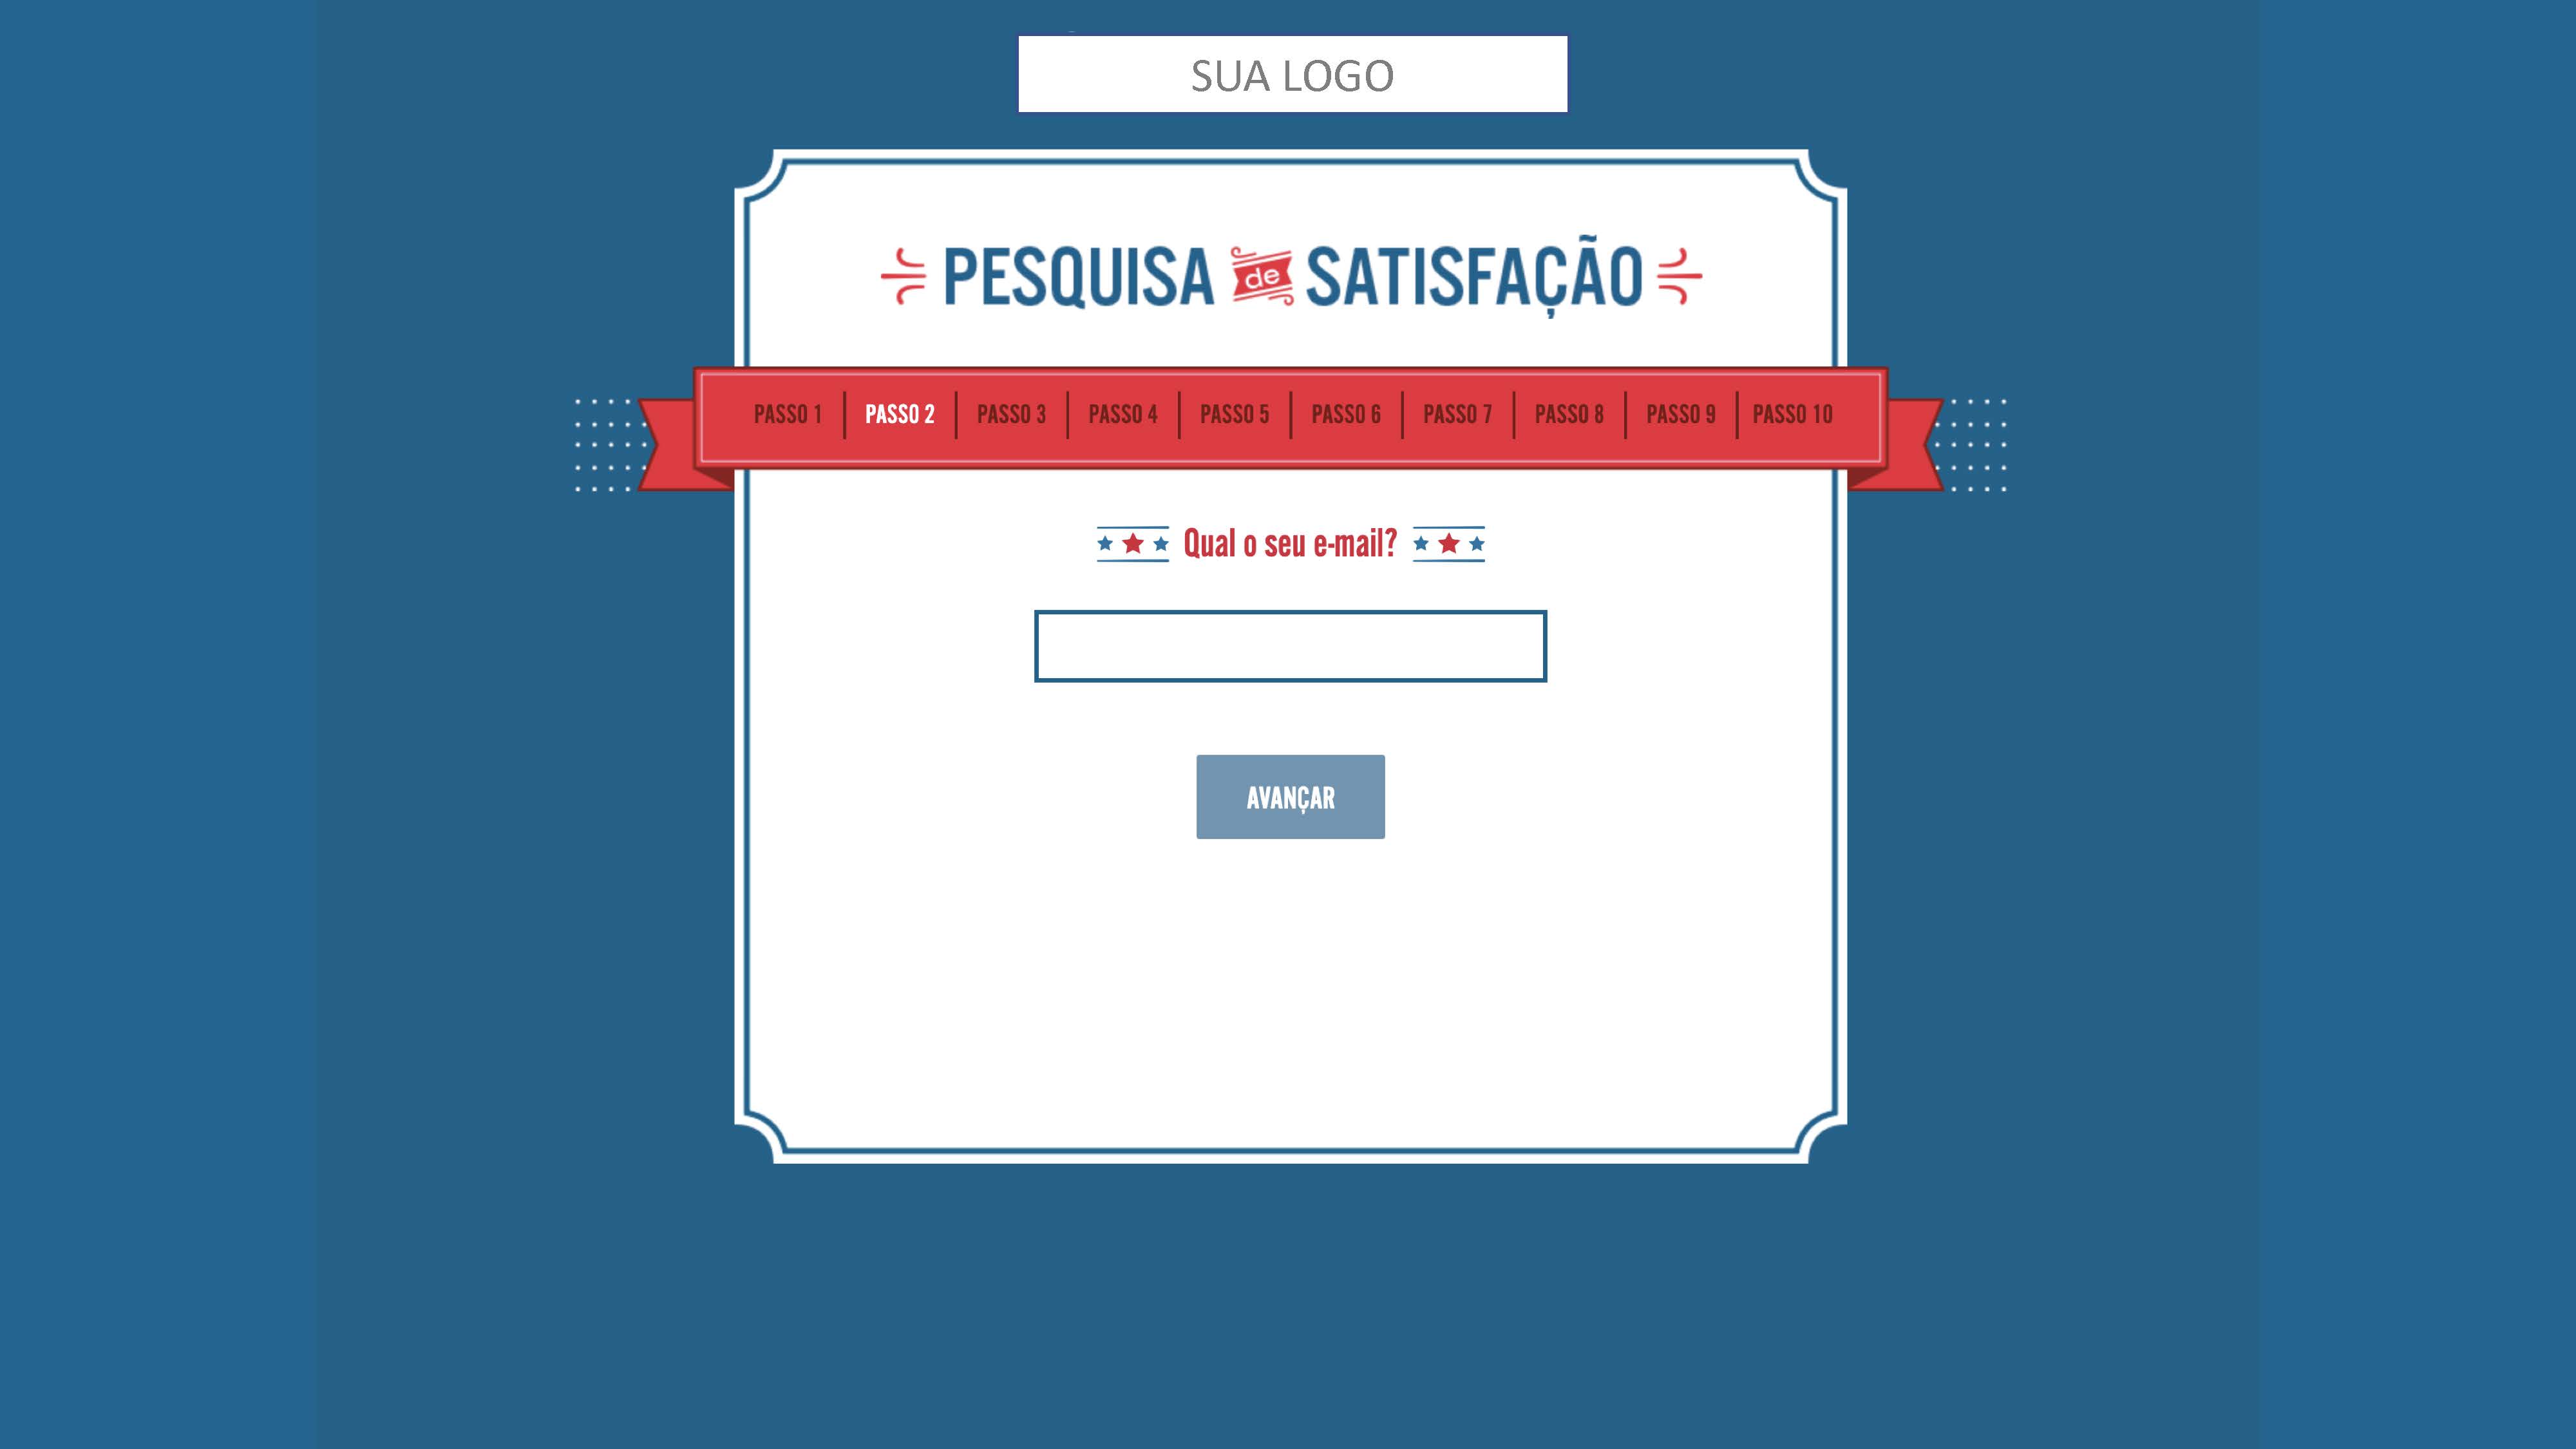 SUA LOGO
PESQUISA de SATISFAÇÃO
PASSO 1 PASSO 2 PASSO 3 PASSO 4 PASSO 5 PASSO 6 PASSO 7 PASSO 8 PASSO 9 PASSO 10
Qual o seu e-mail?
AVANÇAR